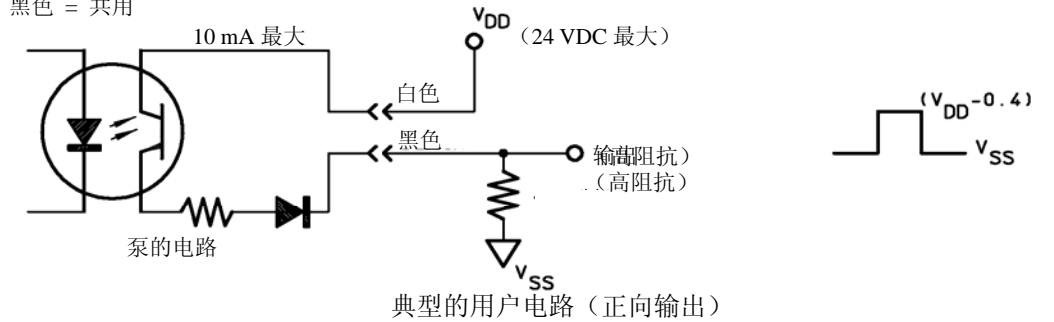 黑色 = 共用
10 mA 最大
VDD (24 VDC 最大)
白色
黑色
(VDD-0.4)
VSS
阻抗)
(高阻抗)
泵的电路
VSS
典型的用户电路(正向输出)